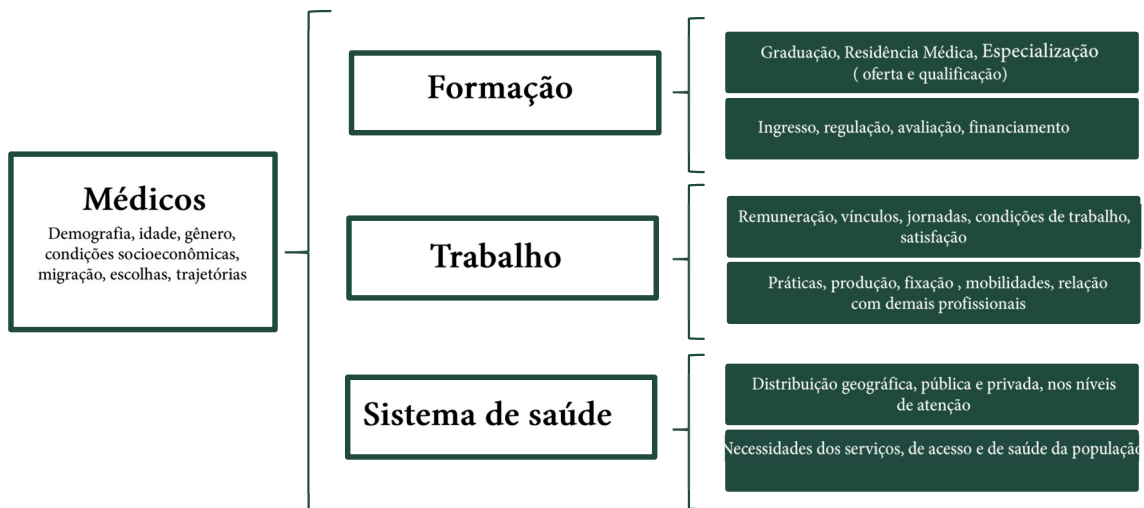 Médicos
Demografia, idade, gênero,
condições socioeconômicas,
migração, escolhas, trajetórias
Formação
Graduação, Residência Médica, Especialização
( oferta e qualificação)
Ingresso, regulação, avaliação, financiamento
Trabalho
Remuneração, vínculos, jornadas, condições de trabalho,
satisfação
Práticas, produção, fixação , mobilidades, relação
com demais profissionais
Sistema de saúde
Distribuição geográfica, pública e privada, nos níveis
de atenção
Necessidades dos serviços, de acesso e de saúde da população